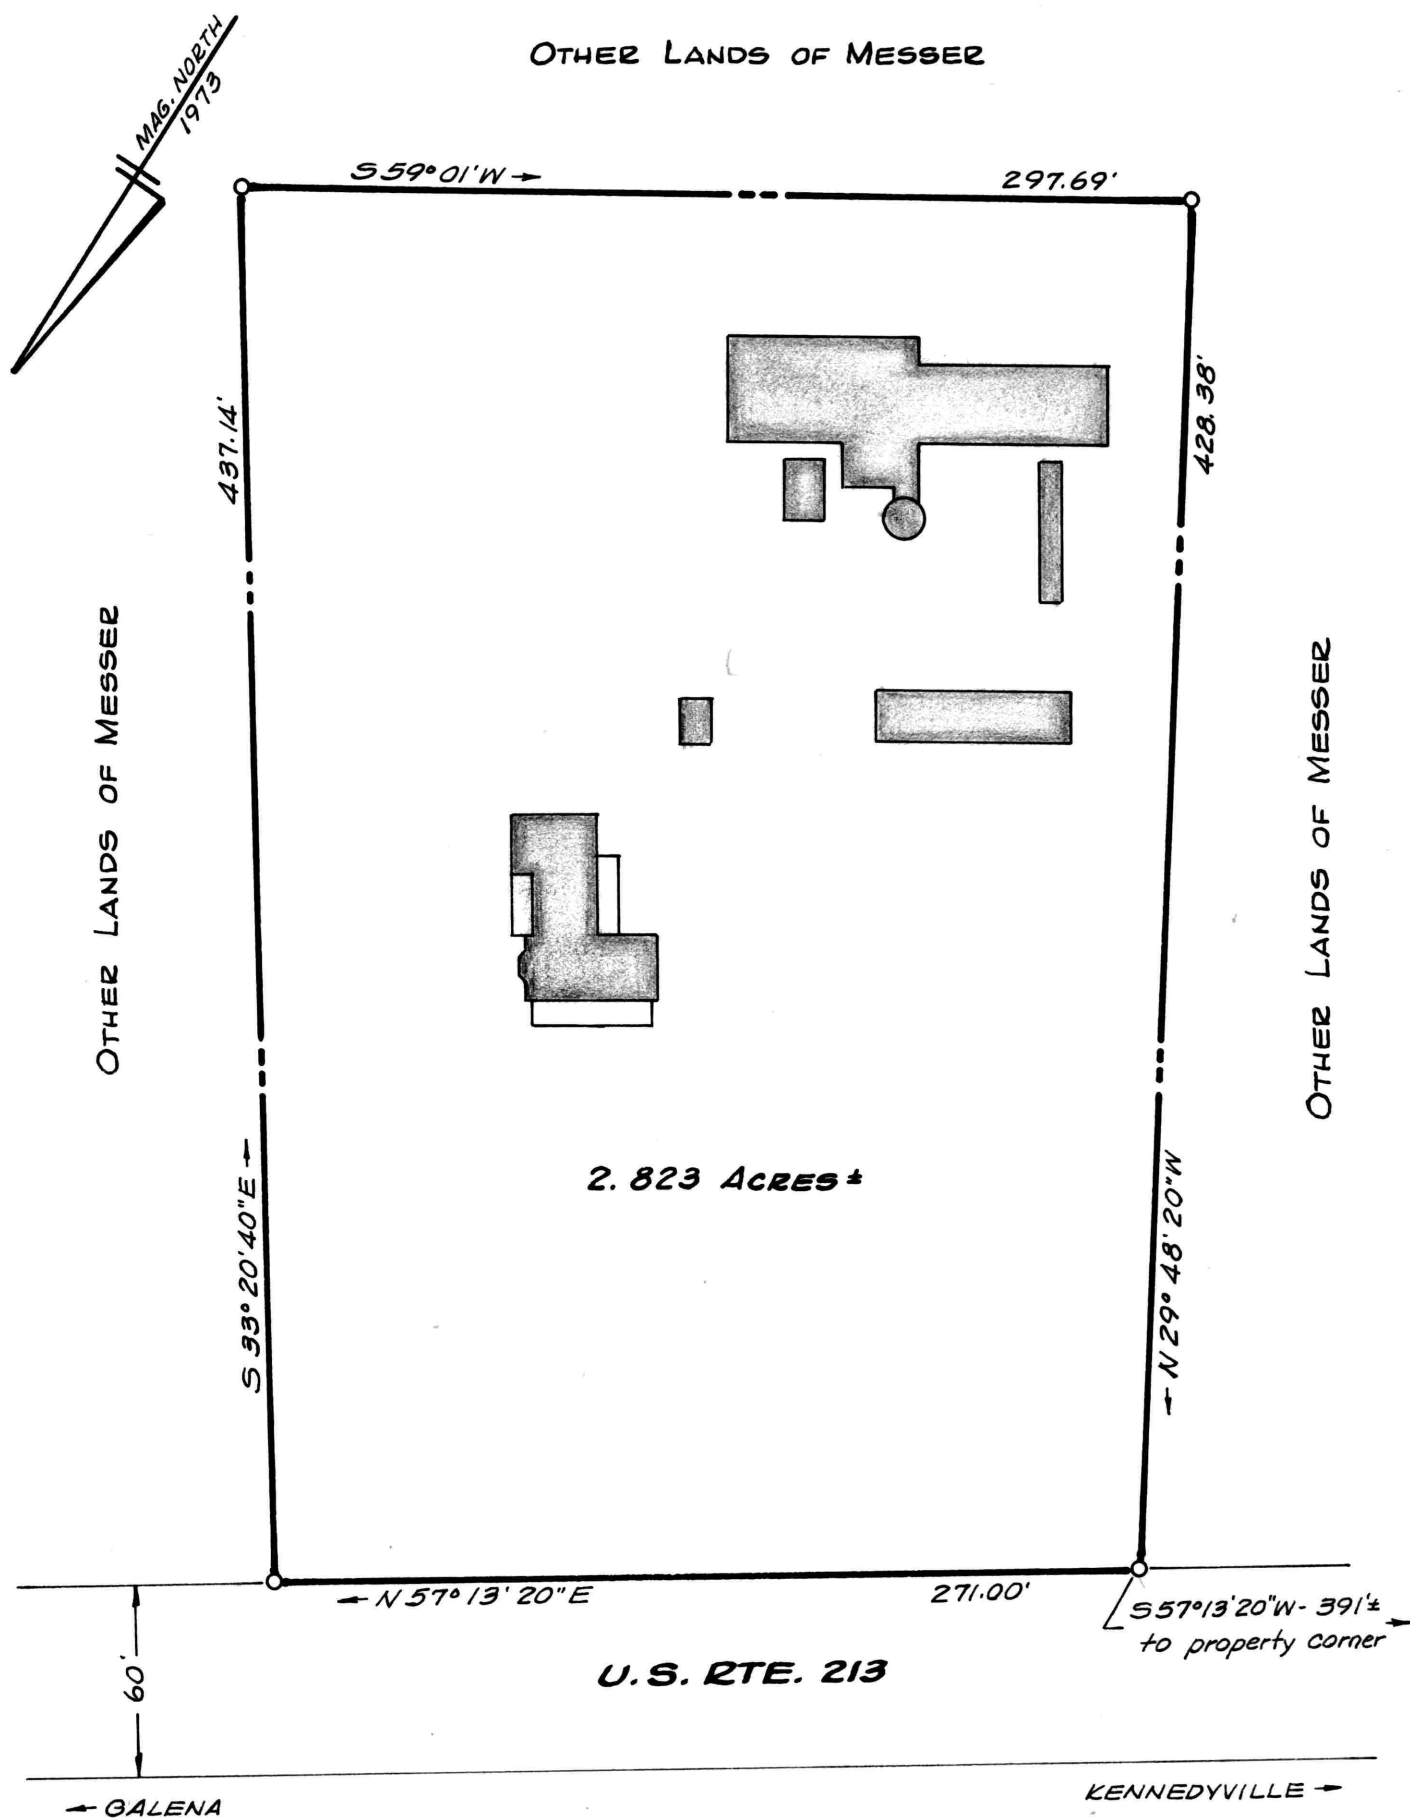 OTHER LANDS OF MESSER
MAG. NORTH
1973
S 59° 01' W →
297.69'
437.14'
428.38'
OTHER LANDS OF MESSER
OTHER LANDS OF MESSER
2.823 ACRES ±
S 33° 20' 40" E →
← N 29° 48' 20" W
← N 57° 13' 20" E
271.00'
S 57° 13' 20" W - 391' ±
to property corner
60'
U.S. RTE. 213
← GALENA
KENNEDYVILLE →